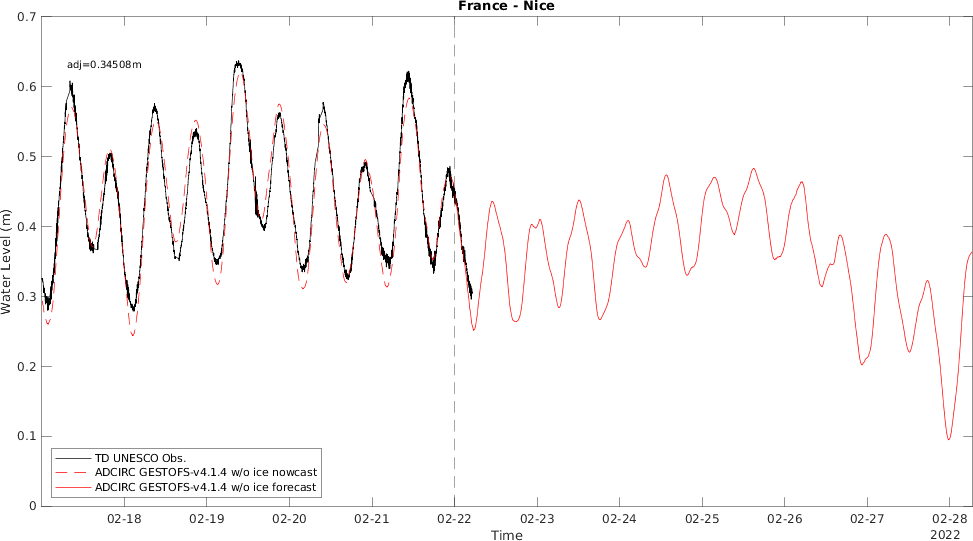 France - Nice
adj=0.34508m
Water Level (m)
0.7
0.6
0.5
0.4
0.3
0.2
0.1
0
TD UNESCO Obs.
ADCIRC GESTOFS-v4.1.4 w/o ice nowcast
ADCIRC GESTOFS-v4.1.4 w/o ice forecast
02-18 02-19 02-20 02-21 02-22 02-23 02-24 02-25 02-26 02-27 02-28
2022
Time